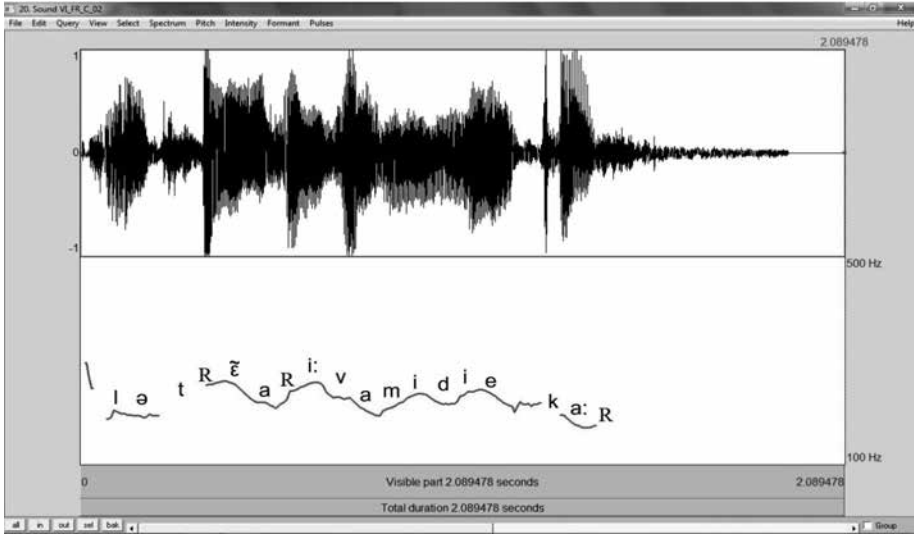 20. Sound VI_FR_C_02
File Edit Query View Select Spectrum Pitch Intensity Formant Pulses Help
2.089478
1
0
-1
500 Hz
l ə t R ɛ̃ a R i: v a m i d i e k a: R
100 Hz
0 Visible part 2.089478 seconds 2.089478
Total duration 2.089478 seconds
all in out sel bak Group